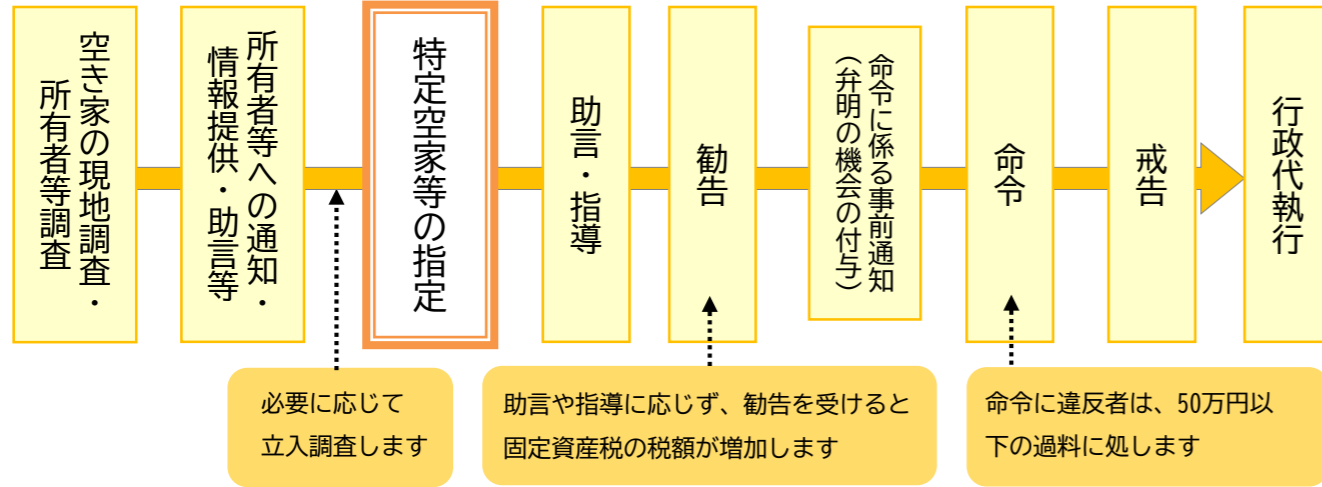 空き家の現地調査・
所有者等調査
所有者等への通知・
情報提供・助言等
特定空家等の指定
助言・指導
勧告
命令に係る事前通知
（弁明の機会の付与）
命令
戒告
行政代執行
必要に応じて
立入調査します
助言や指導に応じず、勧告を受けると
固定資産税の税額が増加します
命令に違反者は、50万円以
下の過料に処します